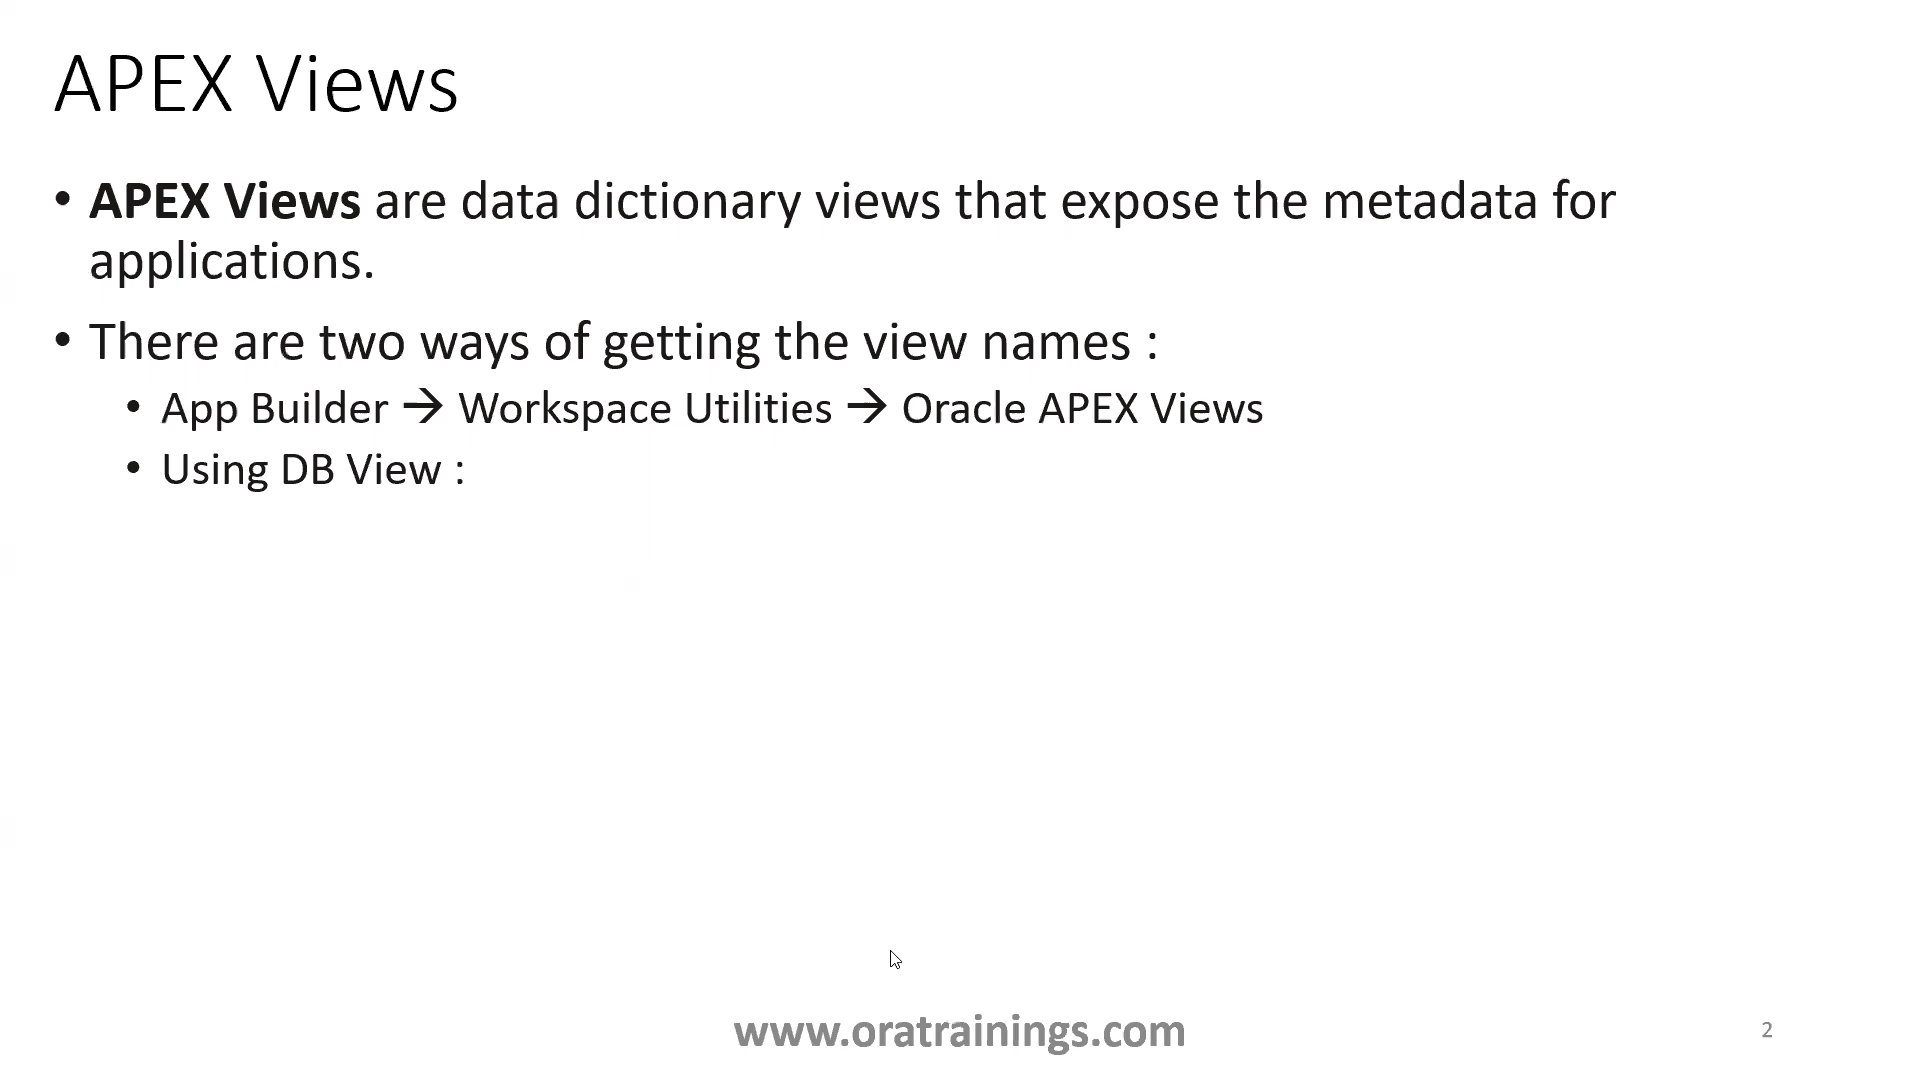 APEX Views
• APEX Views are data dictionary views that expose the metadata for
applications.
• There are two ways of getting the view names :
• App Builder → Workspace Utilities → Oracle APEX Views
• Using DB View :
www.oratrainings.com
2